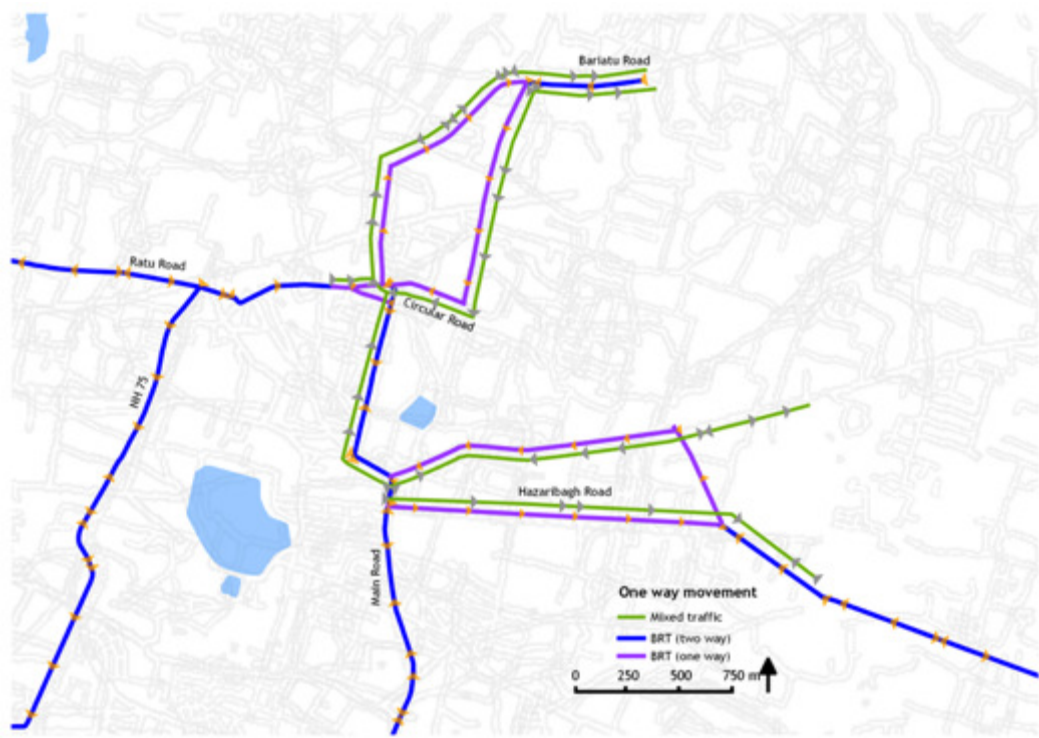 Bariatu Road
Ratu Road
Circular Road
NH 75
Hazaribagh Road
Main Road
One way movement
Mixed traffic
BRT (two way)
BRT (one way)
0 250 500 750 m